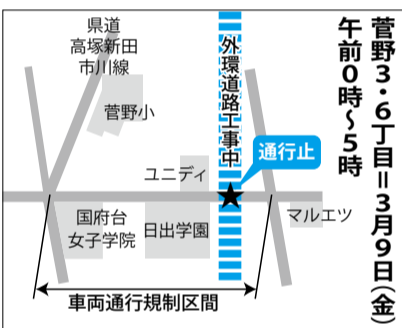 菅野3・6丁目＝3月9日(金)
午前0時～5時
県道
高塚新田
市川線
外環道路工事中
菅野小
通行止
ユニディ
国府台
女子学院
日出学園
マルエツ
車両通行規制区間